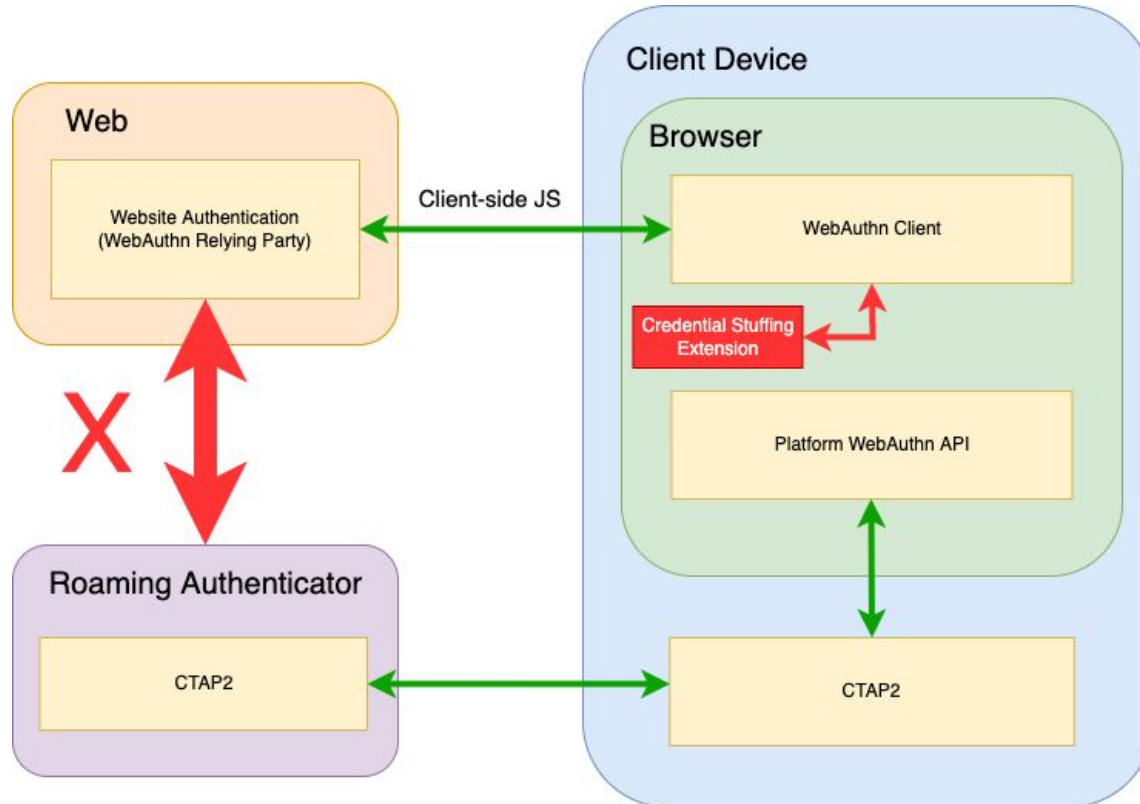 Client Device
Web
Browser
Website Authentication
(WebAuthn Relying Party)
Client-side JS
WebAuthn Client
Credential Stuffing
Extension
X
Platform WebAuthn API
Roaming Authenticator
CTAP2
CTAP2